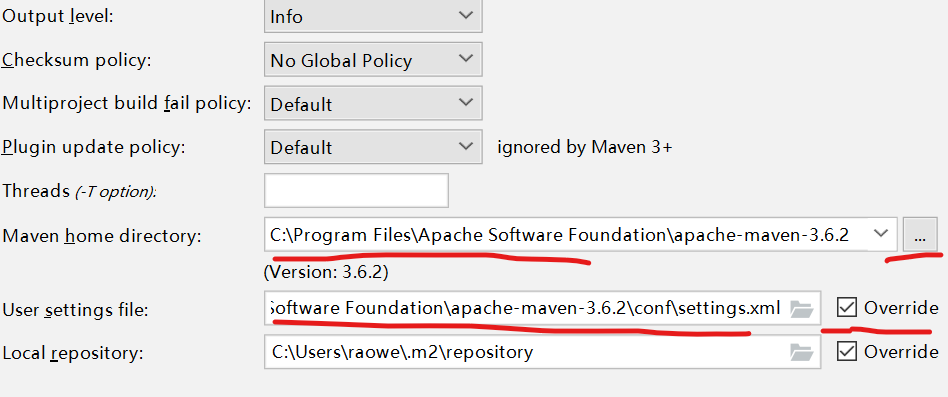 Output level: Info
Checksum policy: No Global Policy
Multiproject build fail policy: Default
Plugin update policy: Default ignored by Maven 3+
Threads (-T option):
Maven home directory: C:\Program Files\Apache Software Foundation\apache-maven-3.6.2 ...
(Version: 3.6.2)
User settings file: Software Foundation\apache-maven-3.6.2\conf\settings.xml Override
Local repository: C:\Users\raowe\.m2\repository Override